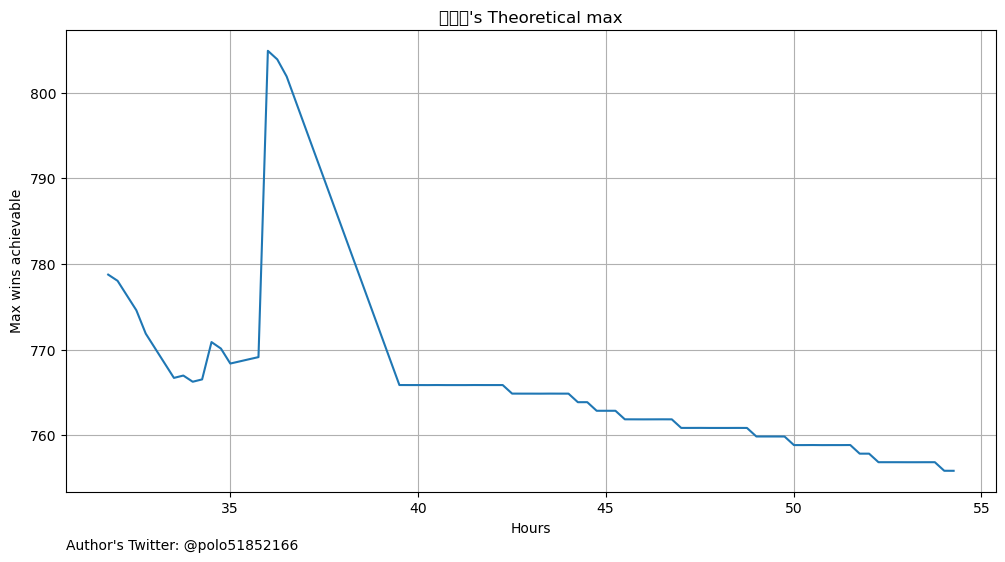 's Theoretical max
Max wins achievable
800
790
780
770
760
35
40
45
50
55
Hours
Author's Twitter: @polo51852166